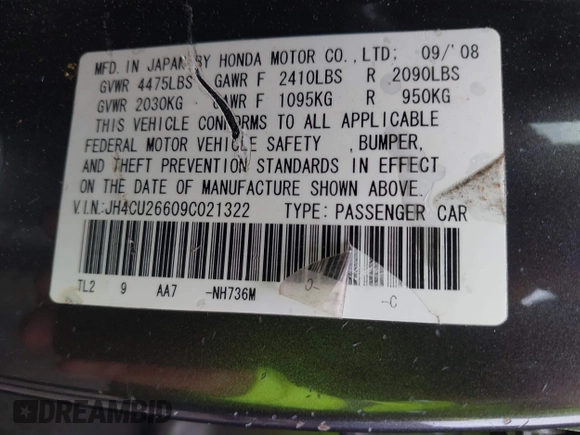 MFD. IN JAPAN BY HONDA MOTOR CO.,LTD: 09/'08
GVWR 4475LBS GAWR F 2410LBS R 2090LBS
GVWR 2030KG GAWR F 1095KG R 950KG
THIS VEHICLE CONFORMS TO ALL APPLICABLE
FEDERAL MOTOR VEHICLE SAFETY ,BUMPER,
AND THEFT PREVENTION STANDARDS IN EFFECT
ON THE DATE OF MANUFACTURE SHOWN ABOVE.
V.I.N:JH4CU26609C021322 TYPE: PASSENGER CAR
TL2 9 AA7 -NH736M -C
DREAMBID